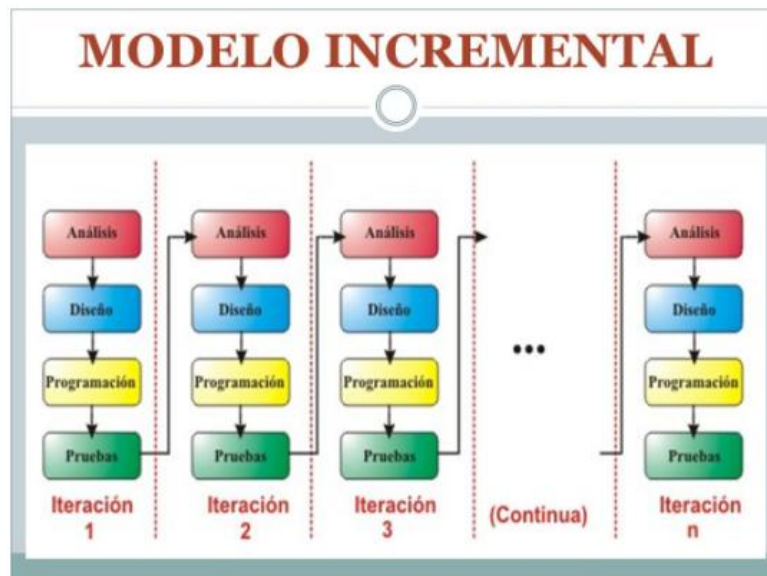 MODELO INCREMENTAL
Análisis
Diseño
Programación
Pruebas
Iteración
1
Análisis
Diseño
Programación
Pruebas
Iteración
2
Análisis
Diseño
Programación
Pruebas
Iteración
3
...
(Continua)
Análisis
Diseño
Programación
Pruebas
Iteración
n